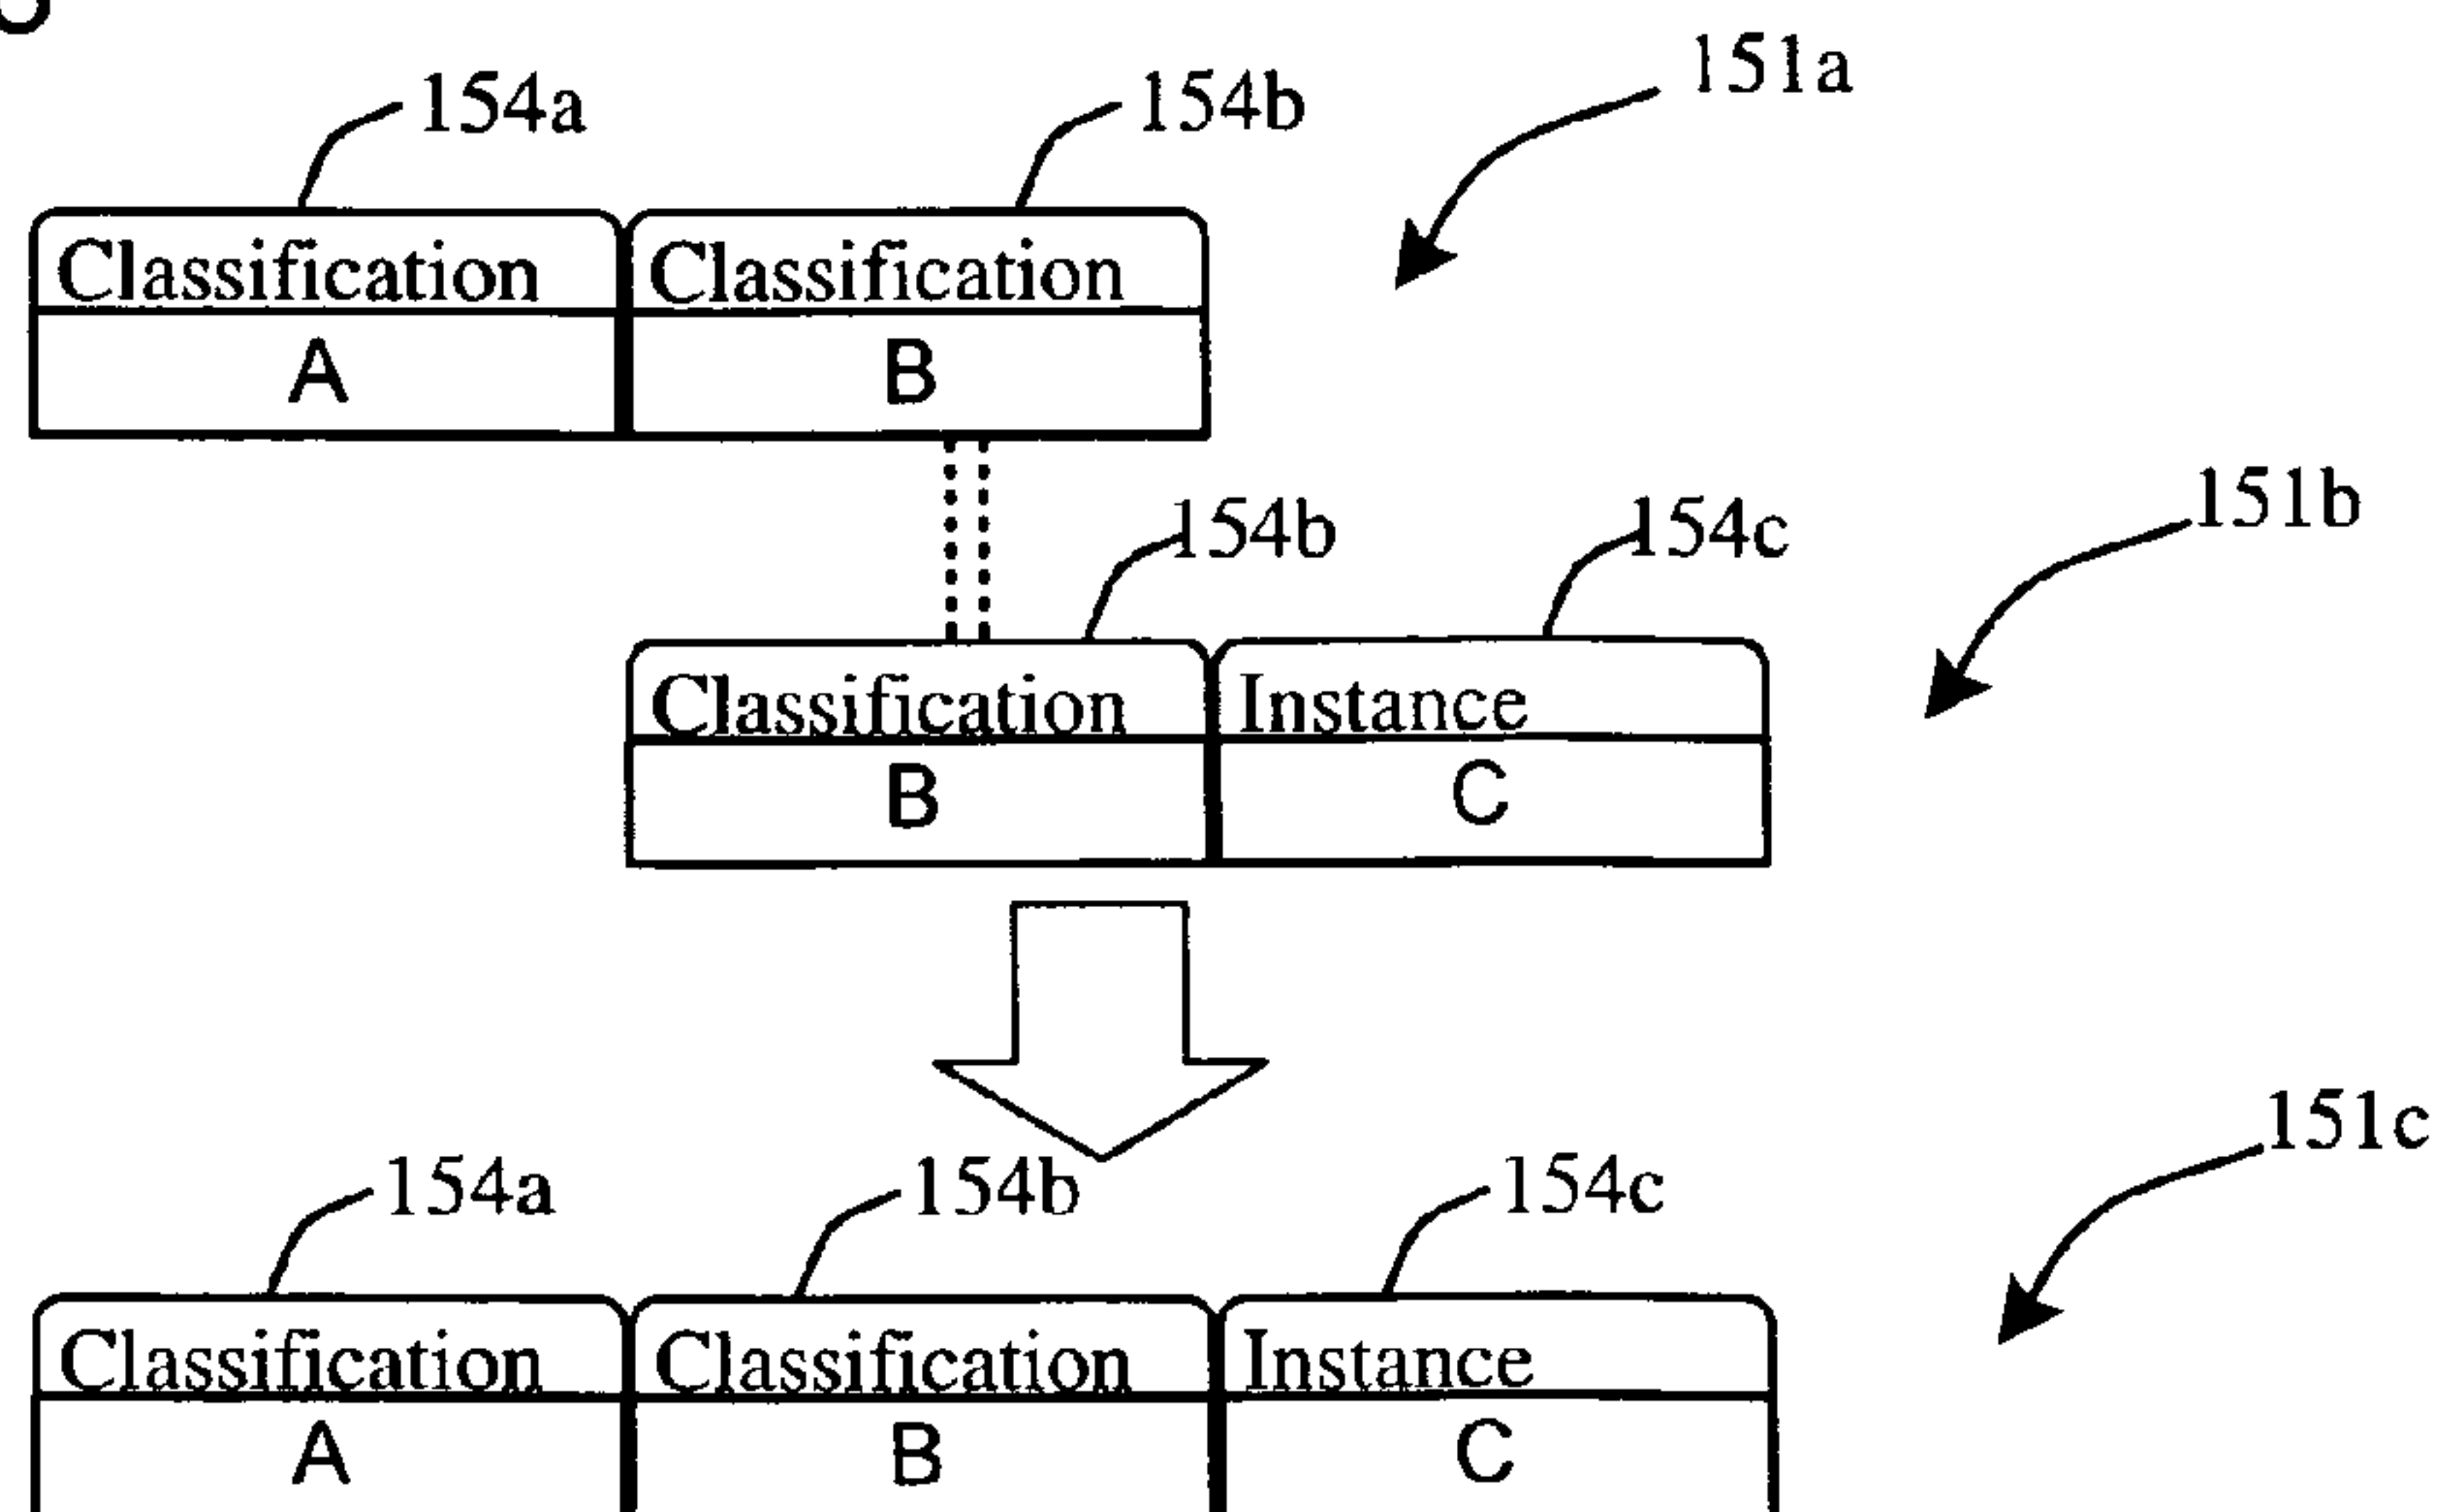 154a 154b 151a
Classification Classification
A B
154b 154c 151b
Classification Instance
B C
154a 154b 154c 151c
Classification Classification Instance
A B C